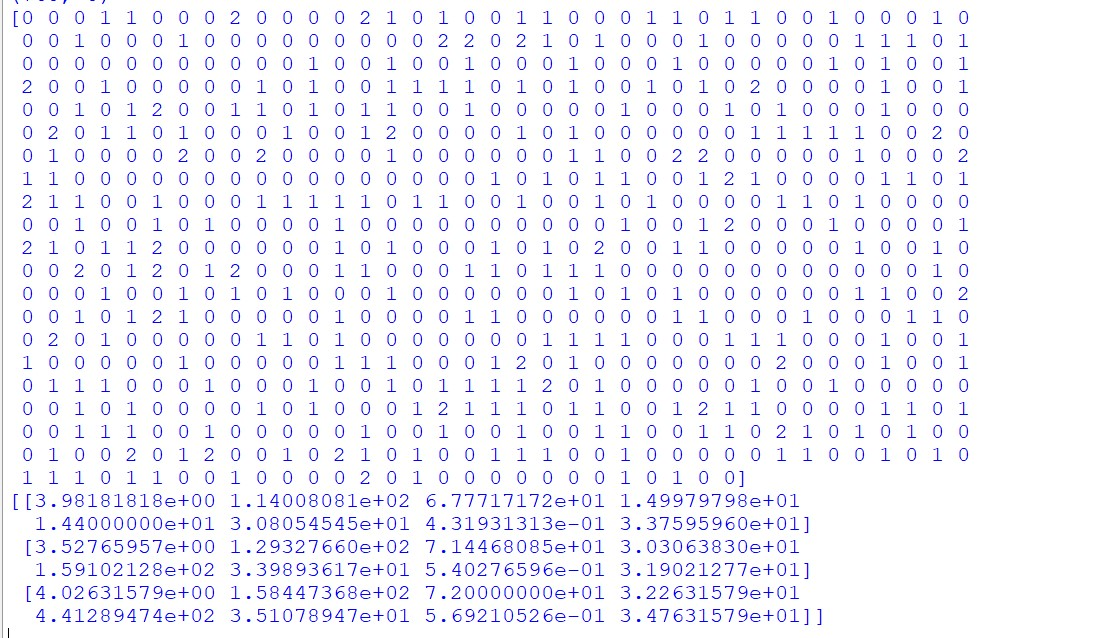 [0 0 0 1 1 0 0 0 2 0 0 0 0 2 1 0 1 0 0 1 1 0 0 0 1 1 0 1 1 0 0 1 0 0 0 1 0
0 0 1 0 0 0 1 0 0 0 0 0 0 0 0 0 2 2 0 2 1 0 1 0 0 0 1 0 0 0 0 0 1 1 1 0 1
0 0 0 0 0 0 0 0 0 0 0 1 0 0 1 0 0 1 0 0 0 1 0 0 0 1 0 0 0 0 0 1 0 1 0 0 1
2 0 0 1 0 0 0 0 0 1 0 1 0 0 1 1 1 1 0 1 0 1 0 0 1 0 1 0 2 0 0 0 0 1 0 0 1
0 0 1 0 1 2 0 0 1 1 0 1 0 1 1 0 0 1 0 0 0 0 0 1 0 0 0 1 0 1 0 0 0 1 0 0 0
0 2 0 1 1 0 1 0 0 0 1 0 0 1 2 0 0 0 0 1 0 1 0 0 0 0 0 0 1 1 1 1 1 0 0 2 0
0 1 0 0 0 0 2 0 0 2 0 0 0 0 1 0 0 0 0 0 0 1 1 0 0 2 2 0 0 0 0 0 1 0 0 0 2
1 1 0 0 0 0 0 0 0 0 0 0 0 0 0 0 0 0 1 0 1 0 1 1 0 0 1 2 1 0 0 0 0 1 1 0 1
2 1 1 0 0 1 0 0 0 1 1 1 1 1 0 1 1 0 0 1 0 0 1 0 1 0 0 0 0 1 1 0 1 0 0 0 0
0 0 1 0 0 1 0 1 0 0 0 0 1 0 0 0 0 0 0 0 0 0 0 1 0 0 1 2 0 0 0 1 0 0 0 0 1
2 1 0 1 1 2 0 0 0 0 0 1 0 1 0 0 0 1 0 1 0 2 0 0 1 1 0 0 0 0 0 0 1 0 0 1 0
0 0 2 0 1 2 0 1 2 0 0 0 1 1 0 0 0 1 1 0 1 1 1 0 0 0 0 0 0 0 0 0 0 0 0 1 0
0 0 0 1 0 0 1 0 1 0 1 0 0 0 1 0 0 0 0 0 0 1 0 1 0 1 0 0 0 0 0 0 1 1 0 0 2
0 0 1 0 1 2 1 0 0 0 0 0 1 0 0 0 0 1 1 0 0 0 0 0 0 1 1 0 0 0 1 0 0 0 1 1 0
0 2 0 1 0 0 0 0 0 1 1 0 1 0 0 0 0 0 0 0 1 1 1 1 0 0 0 1 1 1 0 0 0 1 0 0 1
1 0 0 0 0 0 1 0 0 0 0 0 1 1 1 0 0 0 1 2 0 1 0 0 0 0 0 0 0 2 0 0 0 1 0 0 1
0 1 1 1 0 0 0 1 0 0 0 1 0 0 1 0 1 1 1 1 2 0 1 0 0 0 0 0 1 0 0 1 0 0 0 0 0
0 0 1 0 1 0 0 0 0 1 0 1 0 0 0 1 2 1 1 1 0 1 1 0 0 1 2 1 1 0 0 0 0 1 1 0 1
0 0 1 1 1 0 0 1 0 0 0 0 0 1 0 0 1 0 0 1 0 0 1 1 0 0 1 1 0 2 1 0 1 0 1 0 0
0 1 0 0 2 0 1 2 0 0 1 0 2 1 0 1 0 0 1 1 1 0 0 1 0 0 0 0 0 1 1 0 0 1 0 1 0
1 1 1 0 1 1 0 0 1 0 0 0 0 2 0 1 0 0 0 0 0 0 0 1 0 1 0 0]
[[3.98181818e+00 1.14008081e+02 6.77717172e+01 1.49979798e+01
1.44000000e+01 3.08054545e+01 4.31931313e-01 3.37595960e+01]
[3.52765957e+00 1.29327660e+02 7.14468085e+01 3.03063830e+01
1.59102128e+02 3.39893617e+01 5.40276596e-01 3.19021277e+01]
[4.02631579e+00 1.58447368e+02 7.20000000e+01 3.22631579e+01
4.41289474e+02 3.51078947e+01 5.69210526e-01 3.47631579e+01]]